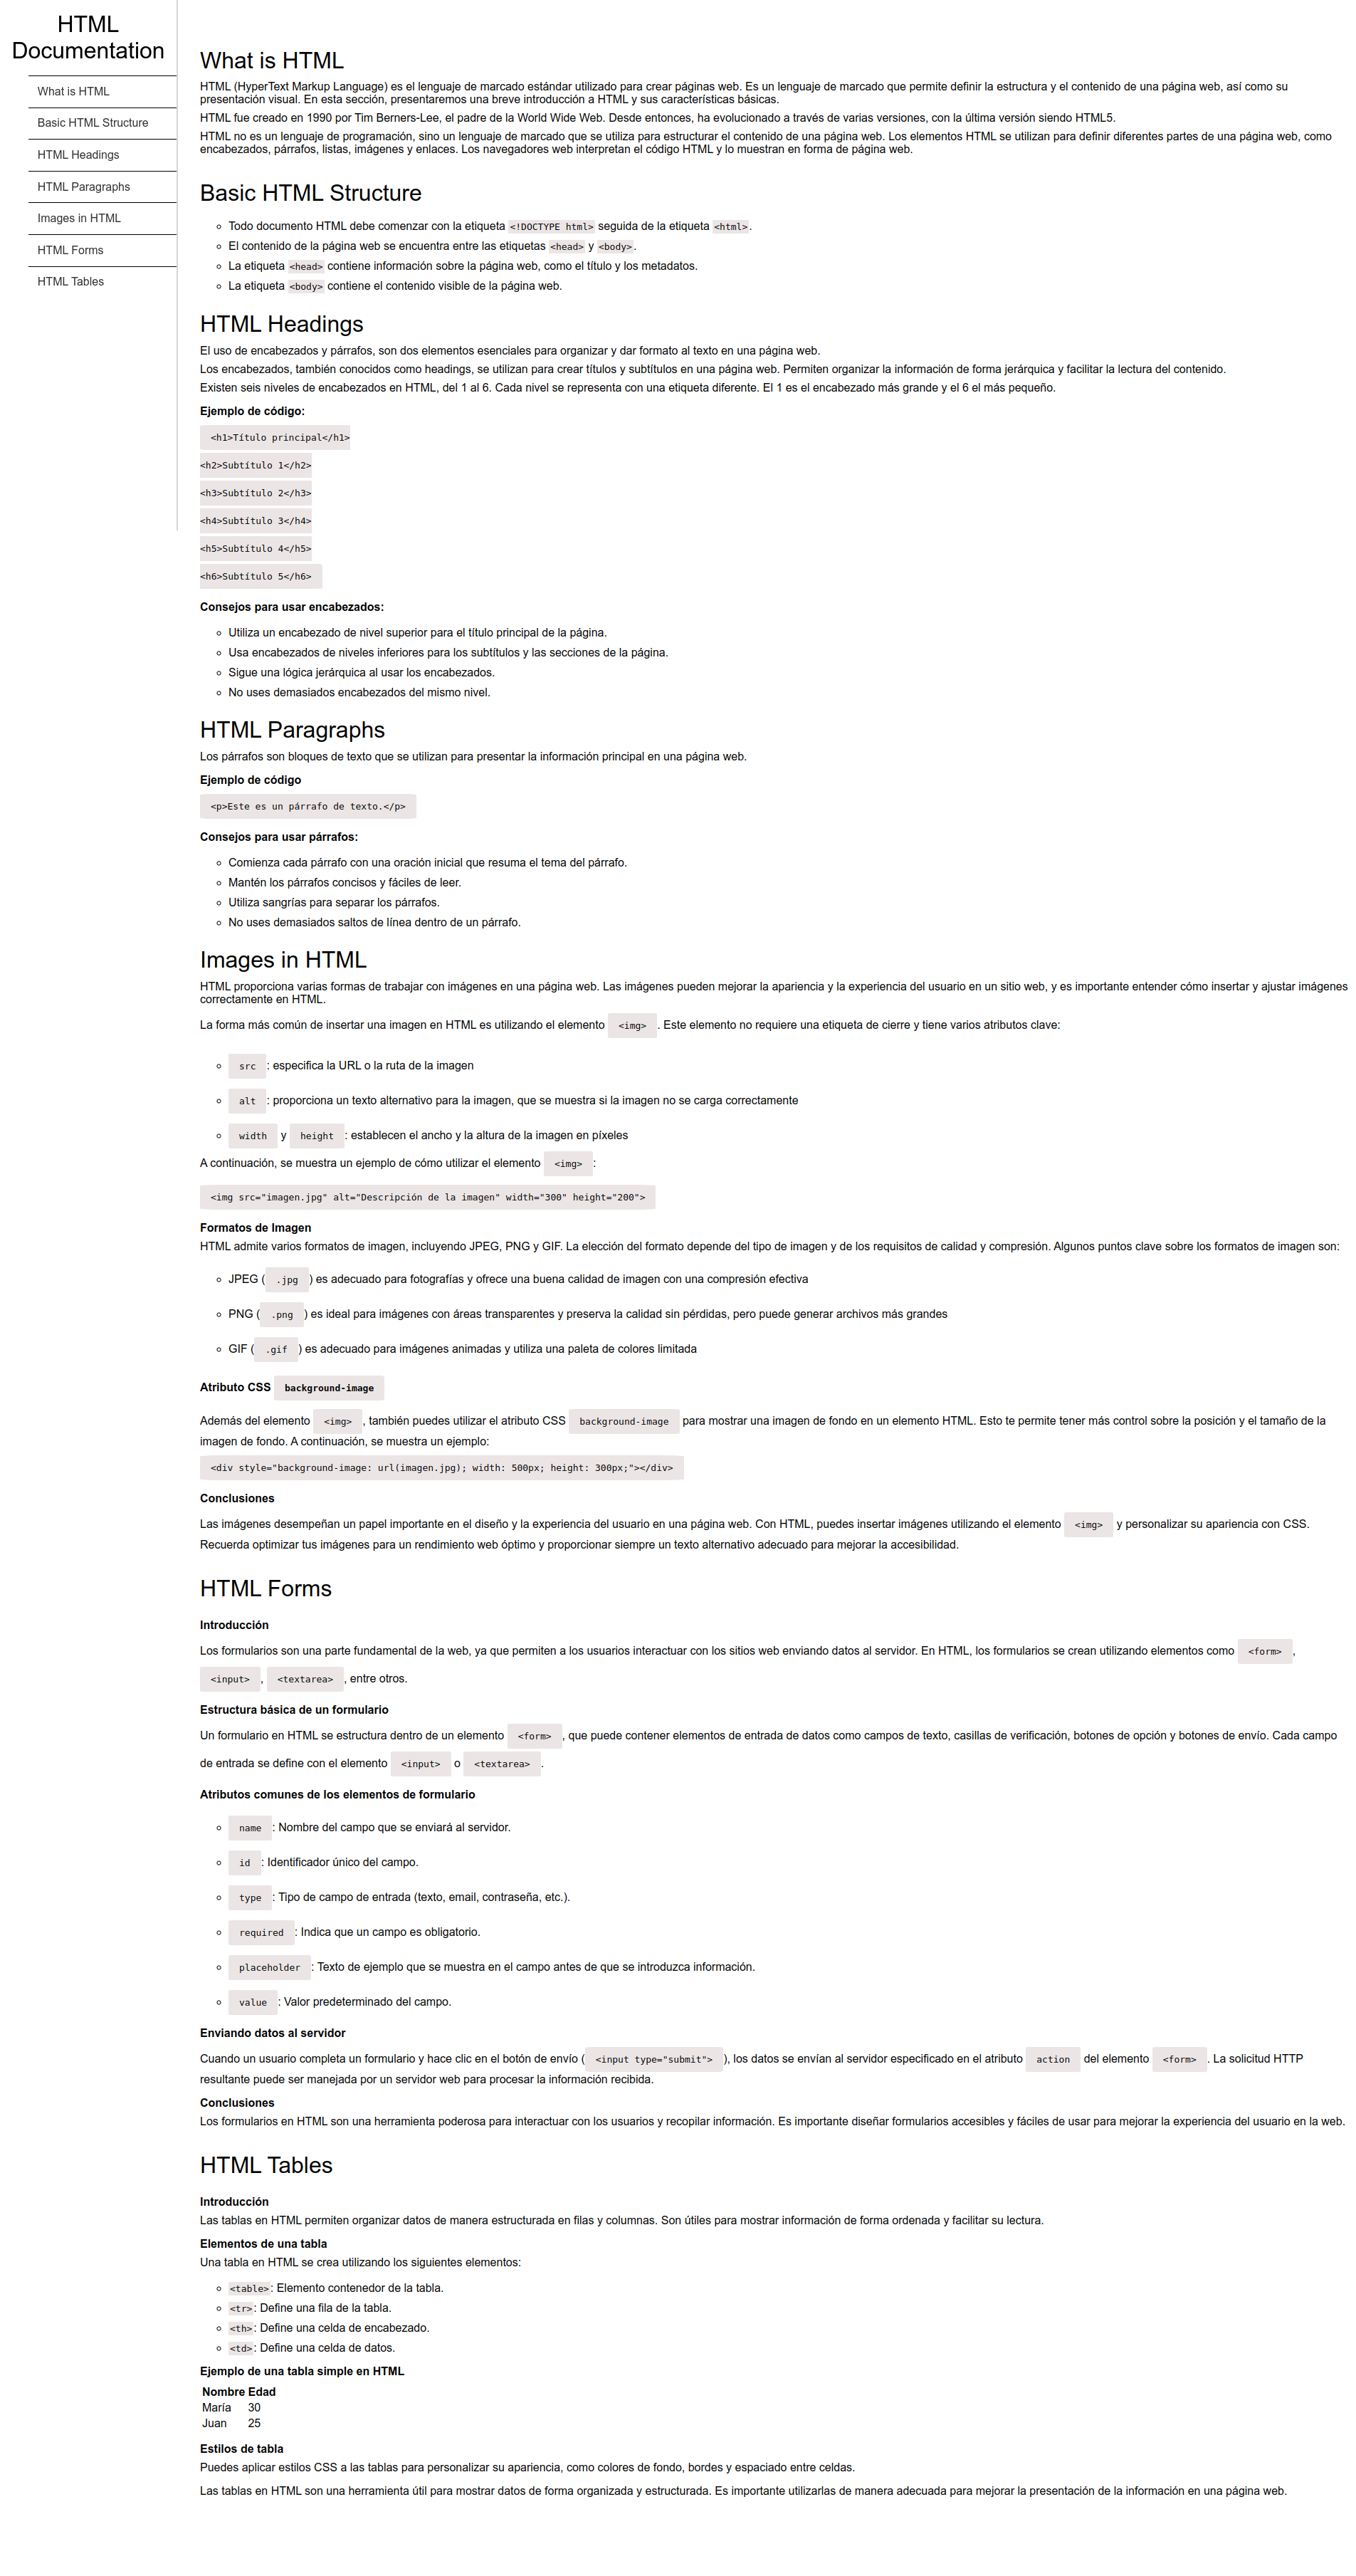 HTML
Documentation
What is HTML
Basic HTML Structure
HTML Headings
HTML Paragraphs
Images in HTML
HTML Forms
HTML Tables
What is HTML
HTML (HyperText Markup Language) es el lenguaje de marcado estándar utilizado para crear páginas web. Es un lenguaje de marcado que permite definir la estructura y el contenido de una página web, así como su
presentación visual. En esta sección, presentaremos una breve introducción a HTML y sus características básicas.
HTML fue creado en 1990 por Tim Berners-Lee, el padre de la World Wide Web. Desde entonces, ha evolucionado a través de varias versiones, con la última versión siendo HTML5.
HTML no es un lenguaje de programación, sino un lenguaje de marcado que se utiliza para estructurar el contenido de una página web. Los elementos HTML se utilizan para definir diferentes partes de una página web, como
encabezados, párrafos, listas, imágenes y enlaces. Los navegadores web interpretan el código HTML y lo muestran en forma de página web.
Basic HTML Structure
Todo documento HTML debe comenzar con la etiqueta <!DOCTYPE html> seguida de la etiqueta <html>.
El contenido de la página web se encuentra entre las etiquetas <head> y <body>.
La etiqueta <head> contiene información sobre la página web, como el título y los metadatos.
La etiqueta <body> contiene el contenido visible de la página web.
HTML Headings
El uso de encabezados y párrafos, son dos elementos esenciales para organizar y dar formato al texto en una página web.
Los encabezados, también conocidos como headings, se utilizan para crear títulos y subtítulos en una página web. Permiten organizar la información de forma jerárquica y facilitar la lectura del contenido.
Existen seis niveles de encabezados en HTML, del 1 al 6. Cada nivel se representa con una etiqueta diferente. El 1 es el encabezado más grande y el 6 el más pequeño.
Ejemplo de código:
<h1>Título principal</h1>
<h2>Subtítulo 1</h2>
<h3>Subtítulo 2</h3>
<h4>Subtítulo 3</h4>
<h5>Subtítulo 4</h5>
<h6>Subtítulo 5</h6>
Consejos para usar encabezados:
Utiliza un encabezado de nivel superior para el título principal de la página.
Usa encabezados de niveles inferiores para los subtítulos y las secciones de la página.
Sigue una lógica jerárquica al usar los encabezados.
No uses demasiados encabezados del mismo nivel.
HTML Paragraphs
Los párrafos son bloques de texto que se utilizan para presentar la información principal en una página web.
Ejemplo de código
<p>Este es un párrafo de texto.</p>
Consejos para usar párrafos:
Comienza cada párrafo con una oración inicial que resuma el tema del párrafo.
Mantén los párrafos concisos y fáciles de leer.
Utiliza sangrías para separar los párrafos.
No uses demasiados saltos de línea dentro de un párrafo.
Images in HTML
HTML proporciona varias formas de trabajar con imágenes en una página web. Las imágenes pueden mejorar la apariencia y la experiencia del usuario en un sitio web, y es importante entender cómo insertar y ajustar imágenes
correctamente en HTML.
La forma más común de insertar una imagen en HTML es utilizando el elemento <img>. Este elemento no requiere una etiqueta de cierre y tiene varios atributos clave:
src: especifica la URL o la ruta de la imagen
alt: proporciona un texto alternativo para la imagen, que se muestra si la imagen no se carga correctamente
width y height: establecen el ancho y la altura de la imagen en píxeles
A continuación, se muestra un ejemplo de cómo utilizar el elemento <img>:
<img src="imagen.jpg" alt="Descripción de la imagen" width="300" height="200">
Formatos de Imagen
HTML admite varios formatos de imagen, incluyendo JPEG, PNG y GIF. La elección del formato depende del tipo de imagen y de los requisitos de calidad y compresión. Algunos puntos clave sobre los formatos de imagen son:
JPEG (.jpg) es adecuado para fotografías y ofrece una buena calidad de imagen con una compresión efectiva
PNG (.png) es ideal para imágenes con áreas transparentes y preserva la calidad sin pérdidas, pero puede generar archivos más grandes
GIF (.gif) es adecuado para imágenes animadas y utiliza una paleta de colores limitada
Atributo CSS background-image
Además del elemento <img>, también puedes utilizar el atributo CSS background-image para mostrar una imagen de fondo en un elemento HTML. Esto te permite tener más control sobre la posición y el tamaño de la
imagen de fondo. A continuación, se muestra un ejemplo:
<div style="background-image: url(imagen.jpg); width: 500px; height: 300px;"></div>
Conclusiones
Las imágenes desempeñan un papel importante en el diseño y la experiencia del usuario en una página web. Con HTML, puedes insertar imágenes utilizando el elemento <img> y personalizar su apariencia con CSS.
Recuerda optimizar tus imágenes para un rendimiento web óptimo y proporcionar siempre un texto alternativo adecuado para mejorar la accesibilidad.
HTML Forms
Introducción
Los formularios son una parte fundamental de la web, ya que permiten a los usuarios interactuar con los sitios web enviando datos al servidor. En HTML, los formularios se crean utilizando elementos como <form>,
<input>, <textarea>, entre otros.
Estructura básica de un formulario
Un formulario en HTML se estructura dentro de un elemento <form>, que puede contener elementos de entrada de datos como campos de texto, casillas de verificación, botones de opción y botones de envío. Cada campo
de entrada se define con el elemento <input> o <textarea>.
Atributos comunes de los elementos de formulario
name: Nombre del campo que se enviará al servidor.
id: Identificador único del campo.
type: Tipo de campo de entrada (texto, email, contraseña, etc.).
required: Indica que un campo es obligatorio.
placeholder: Texto de ejemplo que se muestra en el campo antes de que se introduzca información.
value: Valor predeterminado del campo.
Enviando datos al servidor
Cuando un usuario completa un formulario y hace clic en el botón de envío (<input type="submit">), los datos se envían al servidor especificado en el atributo action del elemento <form>. La solicitud HTTP
resultante puede ser manejada por un servidor web para procesar la información recibida.
Conclusiones
Los formularios en HTML son una herramienta poderosa para interactuar con los usuarios y recopilar información. Es importante diseñar formularios accesibles y fáciles de usar para mejorar la experiencia del usuario en la web.
HTML Tables
Introducción
Las tablas en HTML permiten organizar datos de manera estructurada en filas y columnas. Son útiles para mostrar información de forma ordenada y facilitar su lectura.
Elementos de una tabla
Una tabla en HTML se crea utilizando los siguientes elementos:
<table>: Elemento contenedor de la tabla.
<tr>: Define una fila de la tabla.
<th>: Define una celda de encabezado.
<td>: Define una celda de datos.
Ejemplo de una tabla simple en HTML
Nombre Edad
María 30
Juan 25
Estilos de tabla
Puedes aplicar estilos CSS a las tablas para personalizar su apariencia, como colores de fondo, bordes y espaciado entre celdas.
Las tablas en HTML son una herramienta útil para mostrar datos de forma organizada y estructurada. Es importante utilizarlas de manera adecuada para mejorar la presentación de la información en una página web.